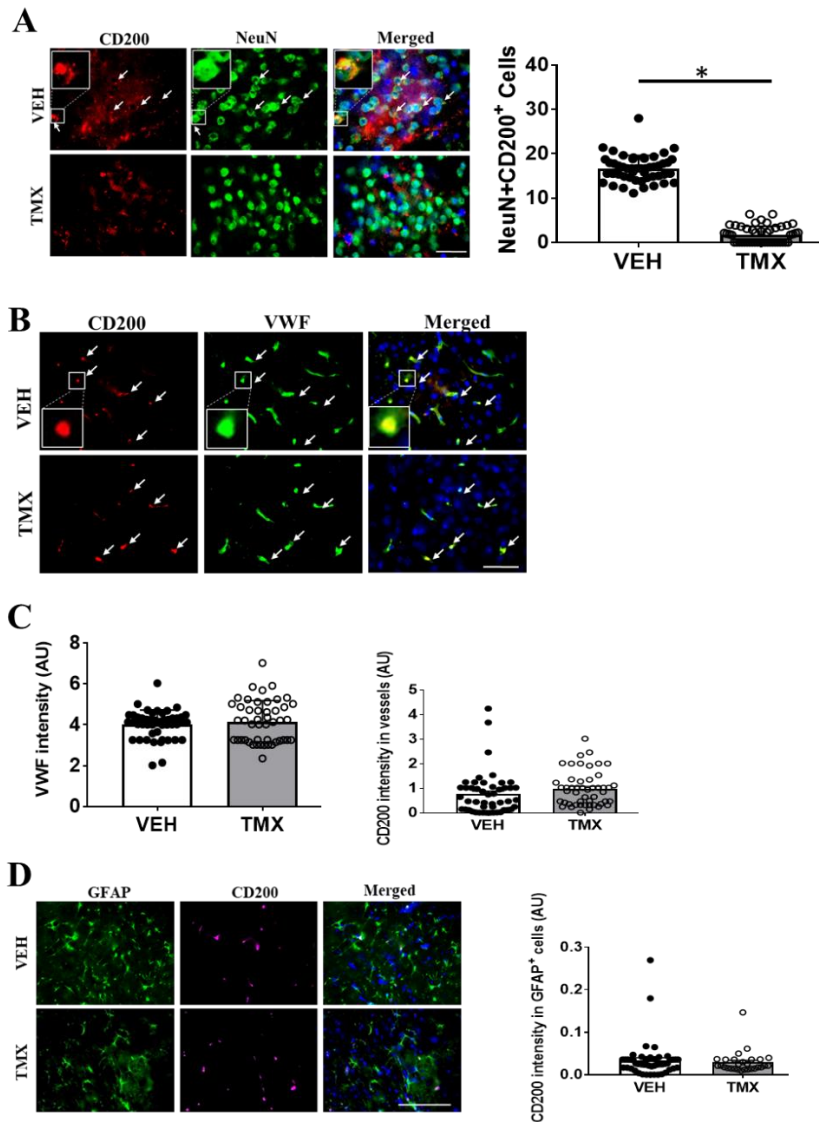 A
CD200 NeuN Merged
VEH
TMX
NeuN+CD200+ Cells
40
30
20
10
0
*
VEH TMX
B
CD200 VWF Merged
VEH
TMX
C
VWF intensity (AU)
8
6
4
2
0
VEH TMX
CD200 intensity in vessels (AU)
5
4
3
2
1
0
VEH TMX
D
GFAP CD200 Merged
VEH
TMX
CD200 intensity in GFAP+ cells (AU)
0.3
0.2
0.1
0.0
VEH TMX